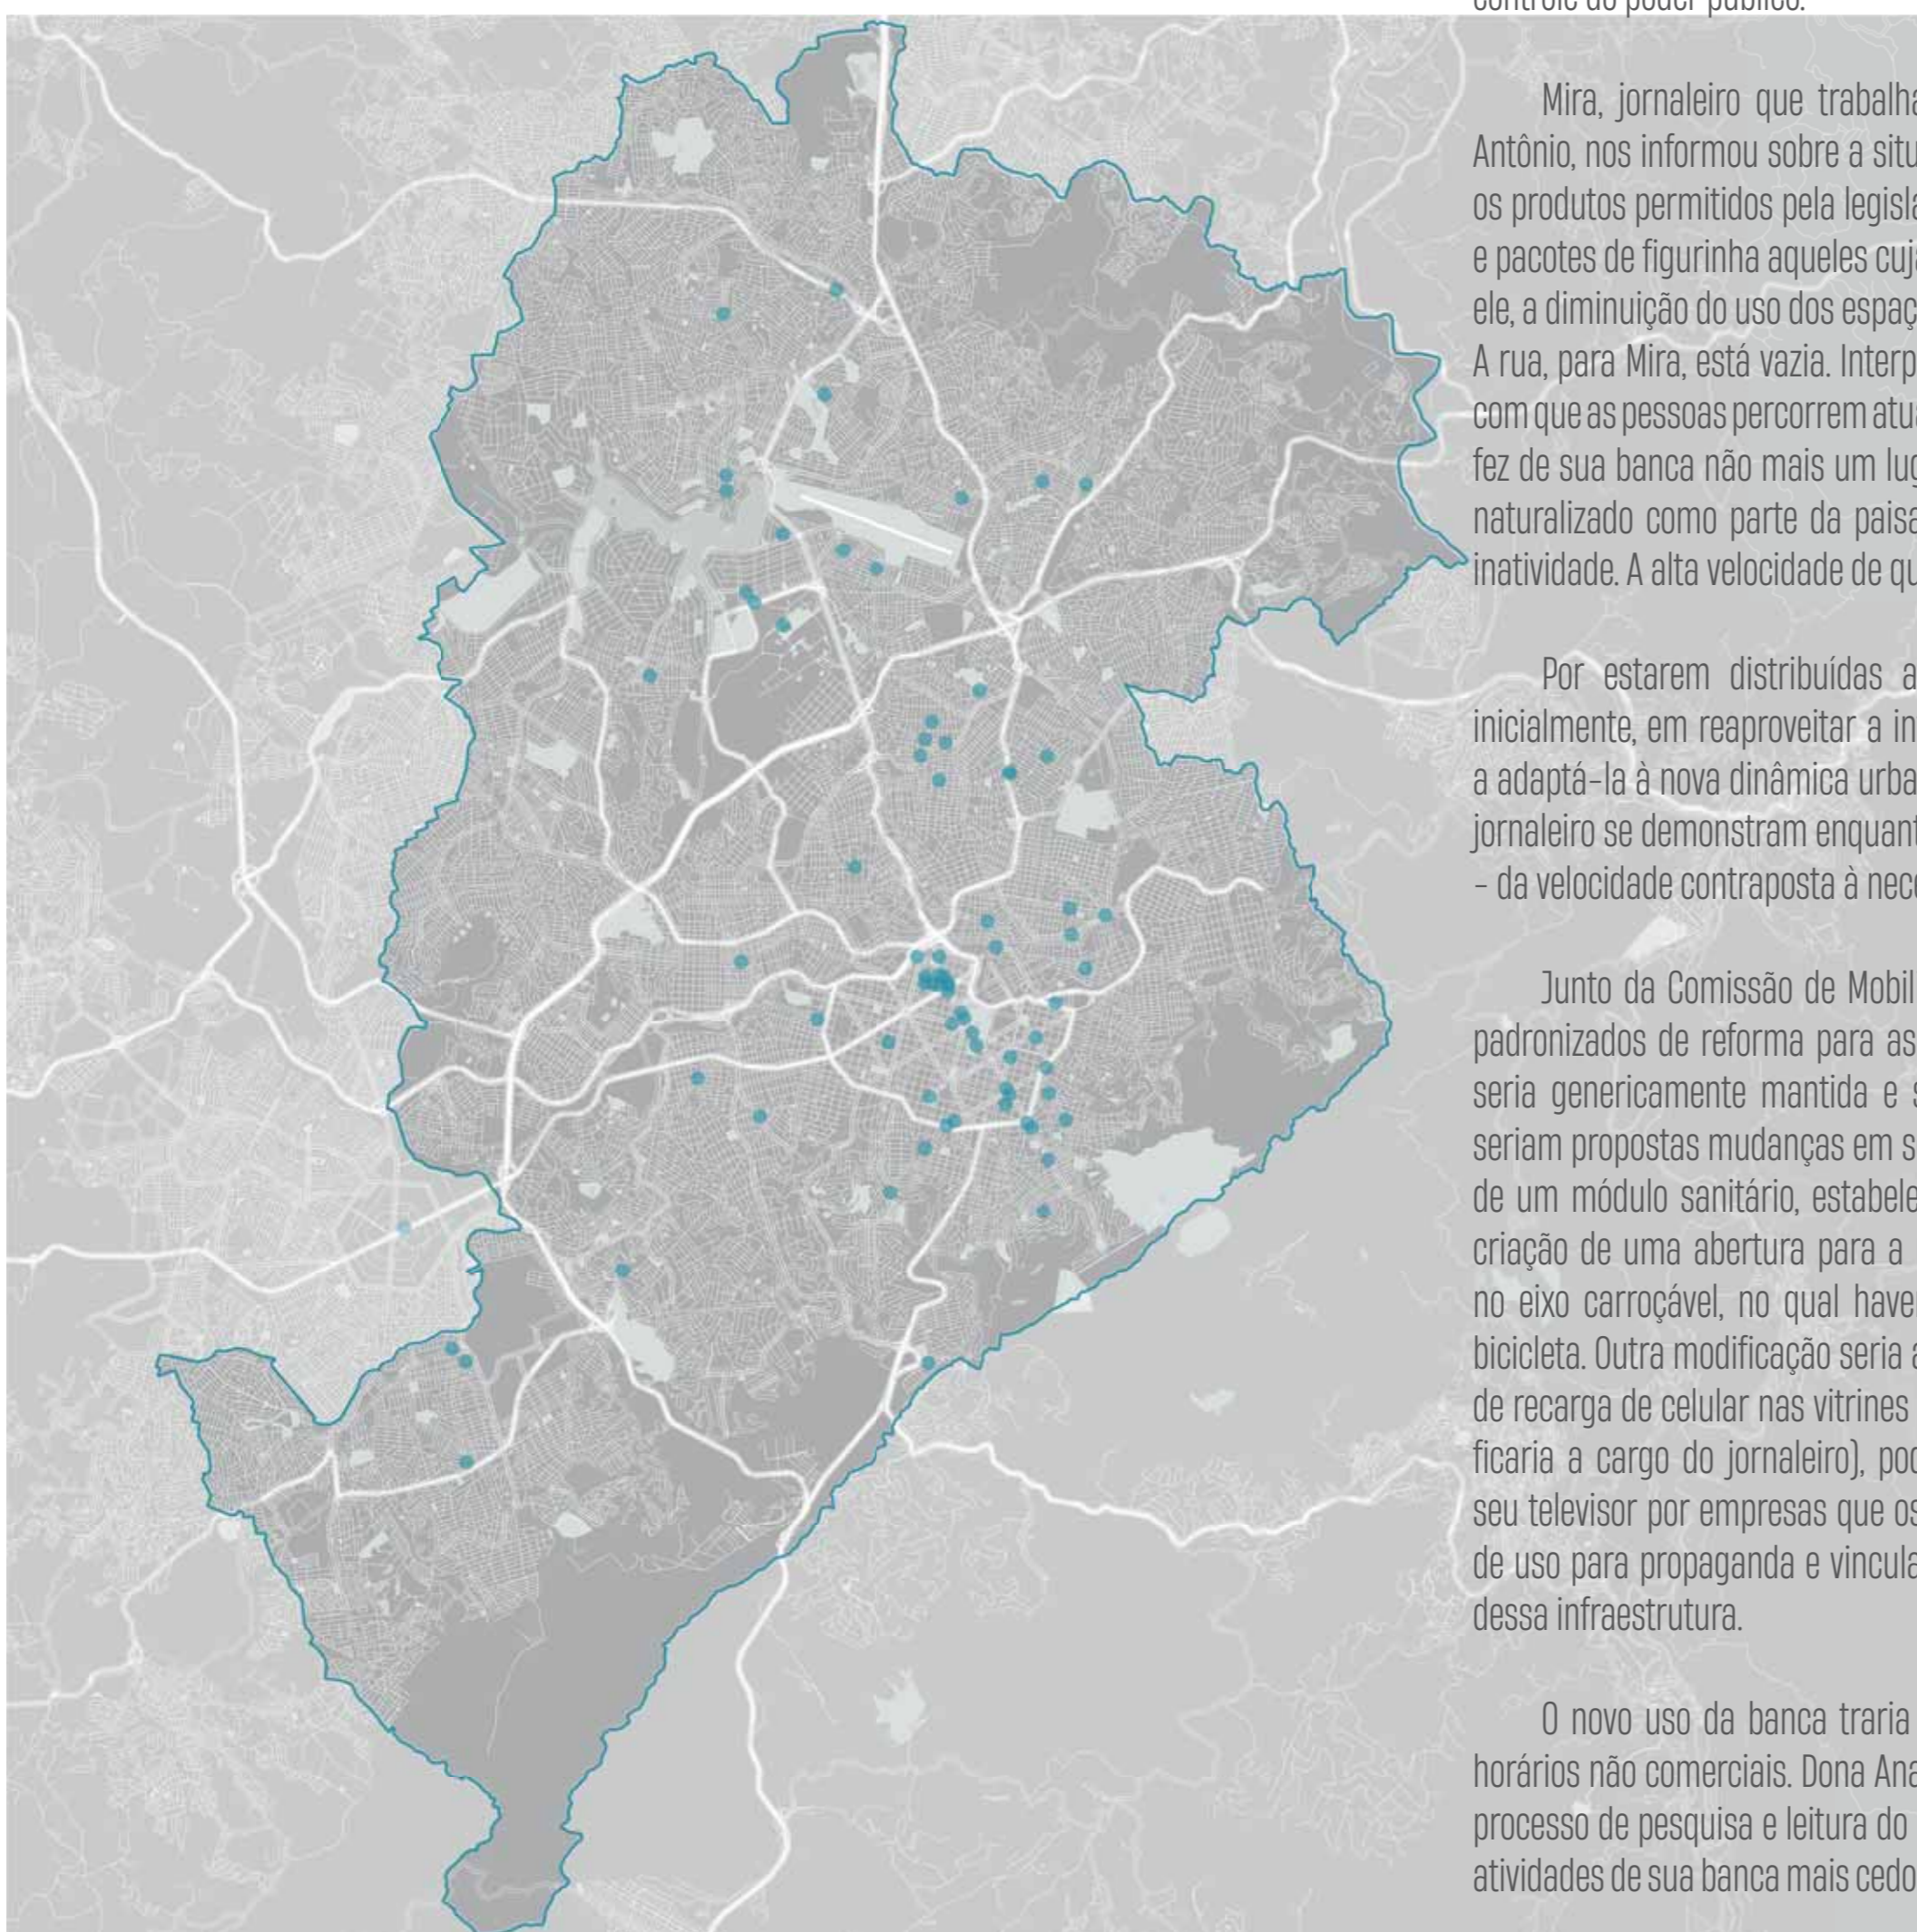 controle do poder público.
Mira, jornaleiro que trabalha
Antônio, nos informou sobre a situ
os produtos permitidos pela legisla
e pacotes de figurinha aqueles cuja
ele, a diminuição do uso dos espaç
A rua, para Mira, está vazia. Interp
com que as pessoas percorrem atua
fez de sua banca não mais um lug
naturalizado como parte da paisa
inatividade. A alta velocidade de qu
Por estarem distribuídas a
inicialmente, em reaproveitar a in
a adaptá-la à nova dinâmica urba
jornaleiro se demonstram enquant
- da velocidade contraposta à nece
Junto da Comissão de Mobil
padronizados de reforma para as
seria genericamente mantida e s
seriam propostas mudanças em s
de um módulo sanitário, estabele
criação de uma abertura para a
no eixo carroçável, no qual have
bicicleta. Outra modificação seria a
de recarga de celular nas vitrines
ficaria a cargo do jornaleiro), pod
seu televisor por empresas que os
de uso para propaganda e vincula
dessa infraestrutura.
O novo uso da banca traria
horários não comerciais. Dona Ana
processo de pesquisa e leitura do
atividades de sua banca mais cedo